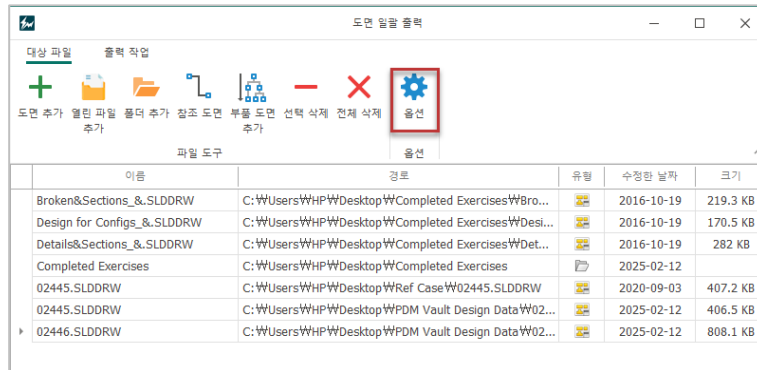 도면 일괄 출력
대상 파일 출력 작업
도면 추가 열린 파일 추가 폴더 추가 참조 도면 부품 도면 추가 선택 삭제 전체 삭제 옵션
파일 도구 옵션
이름 경로 유형 수정한 날짜 크기
Broken&Sections_&.SLDDRW C:₩Users₩HP₩Desktop₩Completed Exercises₩Bro... 2016-10-19 219.3 KB
Design for Configs_&.SLDDRW C:₩Users₩HP₩Desktop₩Completed Exercises₩Desi... 2016-10-19 170.5 KB
Details&Sections_&.SLDDRW C:₩Users₩HP₩Desktop₩Completed Exercises₩Det... 2016-10-19 282 KB
Completed Exercises C:₩Users₩HP₩Desktop₩Completed Exercises 2025-02-12
02445.SLDDRW C:₩Users₩HP₩Desktop₩Ref Case₩02445.SLDDRW 2020-09-03 407.2 KB
02445.SLDDRW C:₩Users₩HP₩Desktop₩PDM Vault Design Data₩02... 2025-02-12 406.5 KB
02446.SLDDRW C:₩Users₩HP₩Desktop₩PDM Vault Design Data₩02... 2025-02-12 808.1 KB